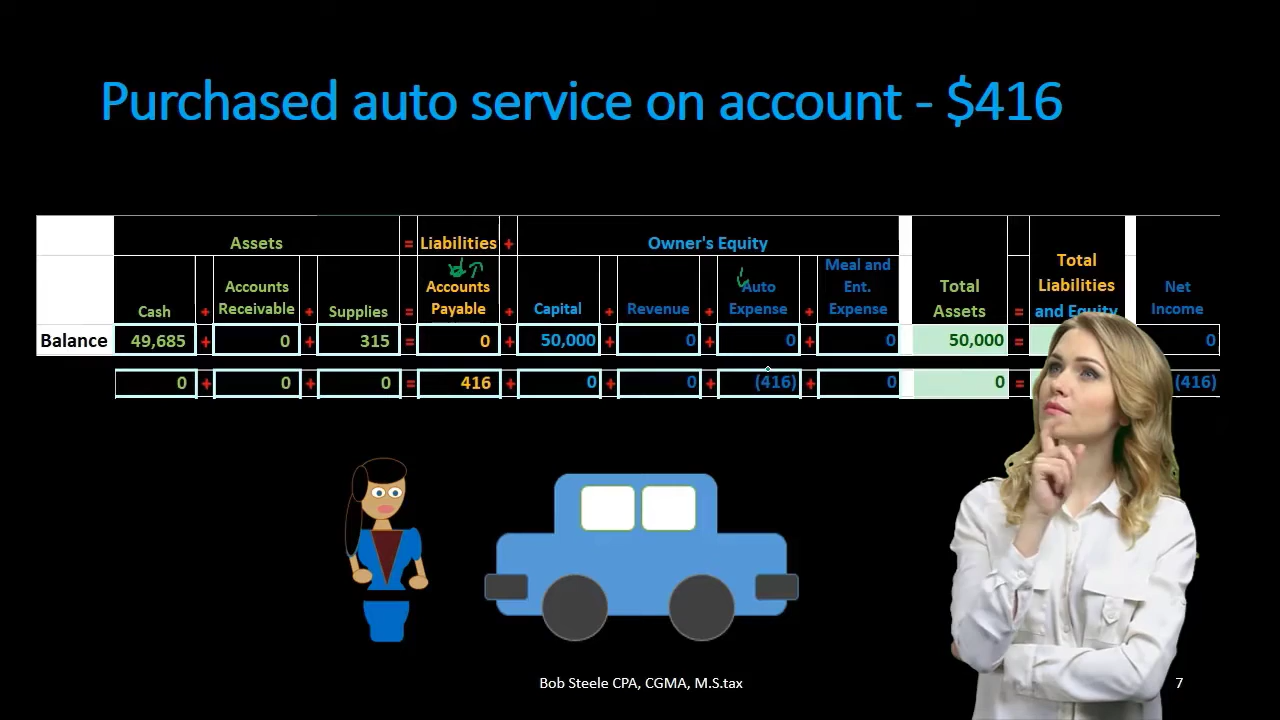 Purchased auto service on account - $416
Assets = Liabilities + Owner's Equity
Cash + Accounts Receivable + Supplies = Accounts Payable + Capital + Revenue + Auto Expense + Meal and Ent. Expense Total Assets = Total Liabilities and Equity Net Income
Balance 49,685 + 0 + 315 = 0 + 50,000 + 0 + 0 + 0 50,000 = 0
0 + 0 + 0 = 416 + 0 + 0 + (416) + 0 0 = (416)
Bob Steele CPA, CGMA, M.S.tax
7